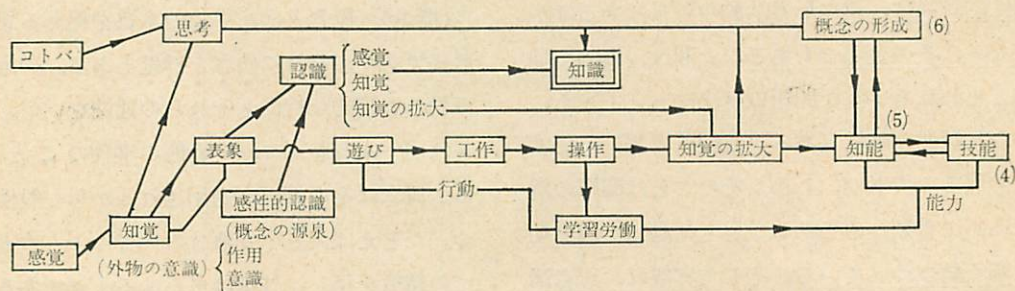 思考
概念の形成 (6)
コトバ
認識
感覚
知覚
知覚の拡大
知識
(5)
表象
遊び
工作
操作
知覚の拡大
知能
技能
(4)
行動
能力
感性的認識
(概念の源泉)
学習労働
知覚
感覚
(外物の意識)
作用
意識